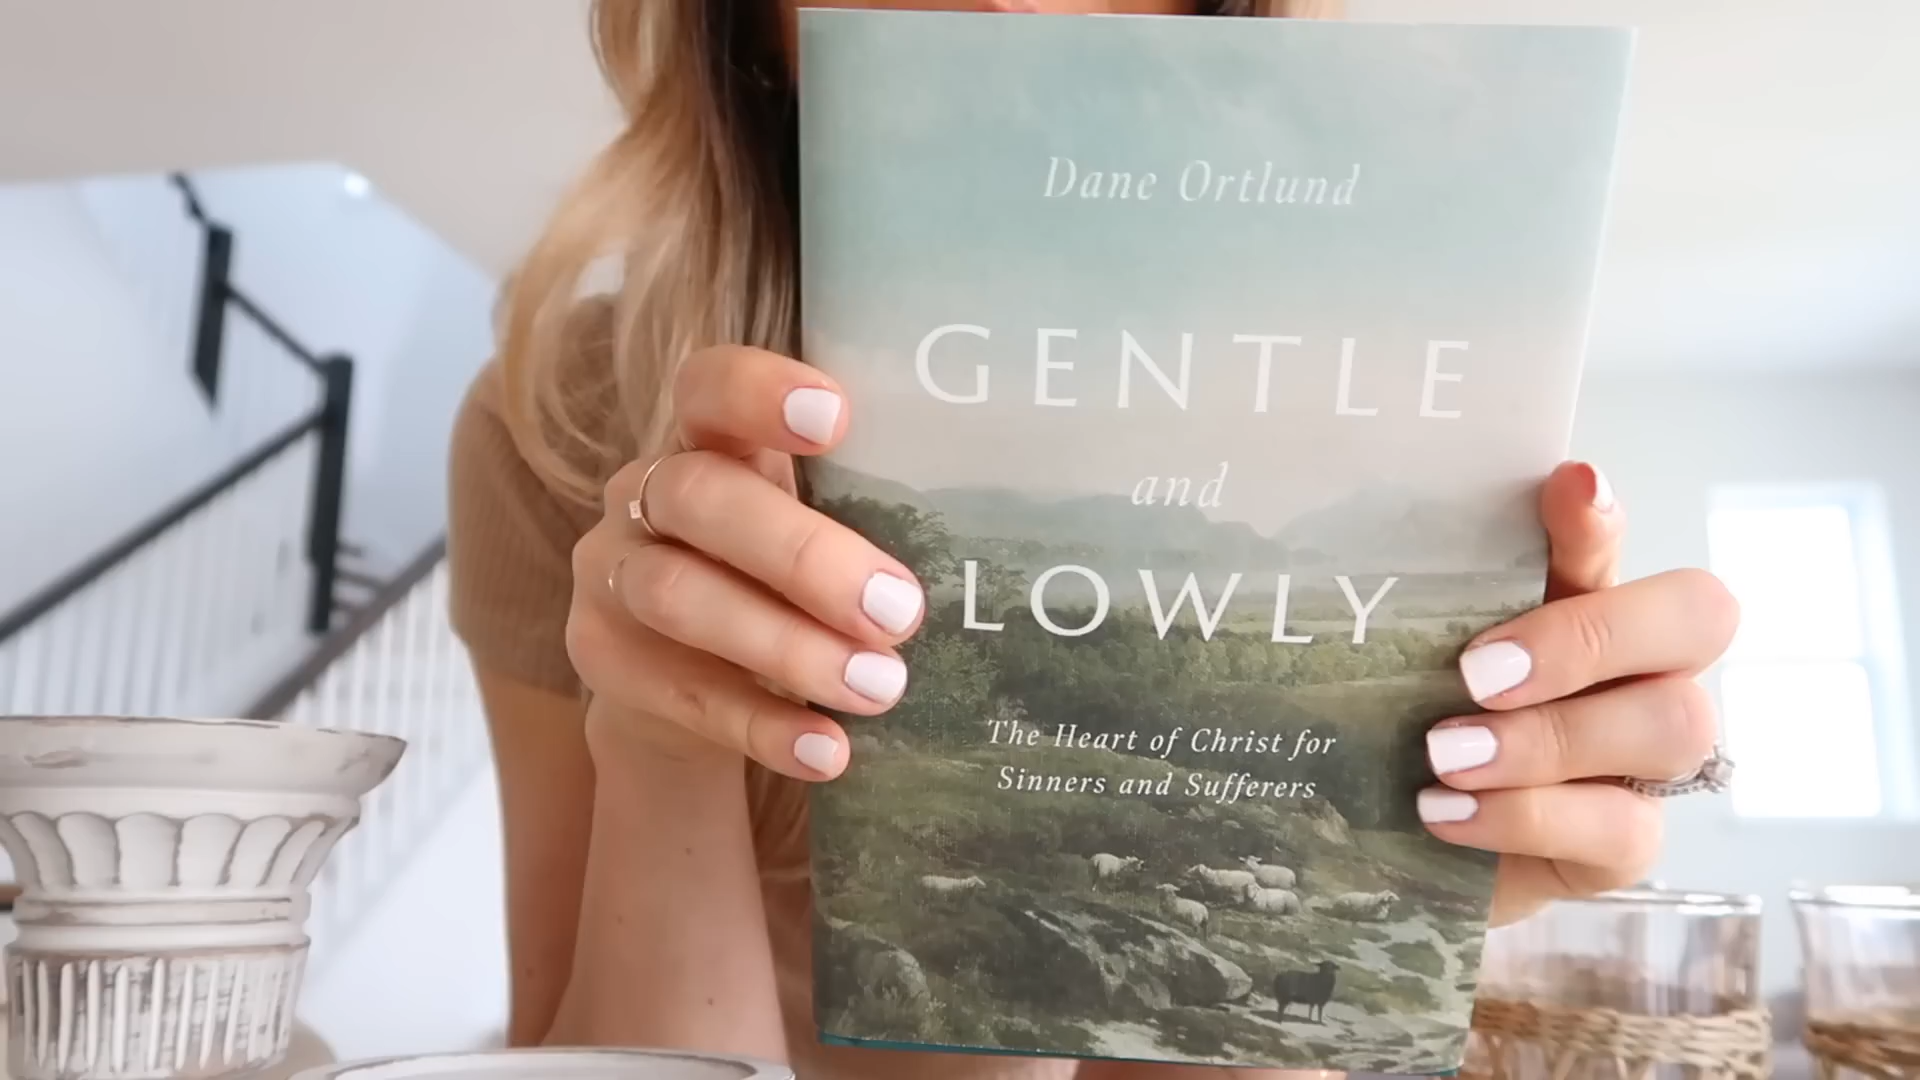 Dane Ortlund
GENTLE
and
LOWLY
The Heart of Christ for
Sinners and Sufferers